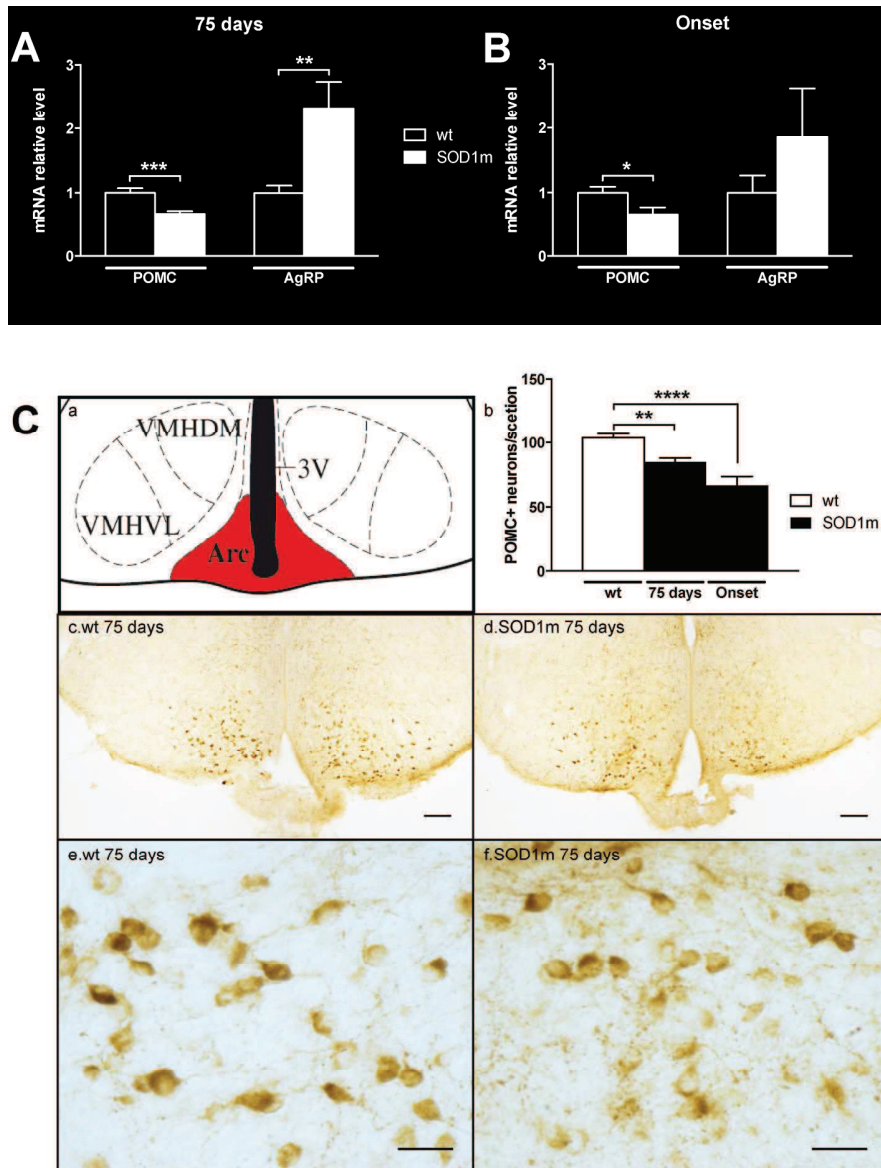 A
75 days
mRNA relative level
3
2
1
0
***
**
POMC
AgRP
wt
SOD1m
B
Onset
mRNA relative level
3
2
1
0
*
POMC
AgRP
C
a
VMHDM
3V
VMHVL
Arc
b
POMC+ neurons/scetion
150
100
50
0
****
**
wt
75 days
Onset
wt
SOD1m
c.wt 75 days
d.SOD1m 75 days
e.wt 75 days
f.SOD1m 75 days